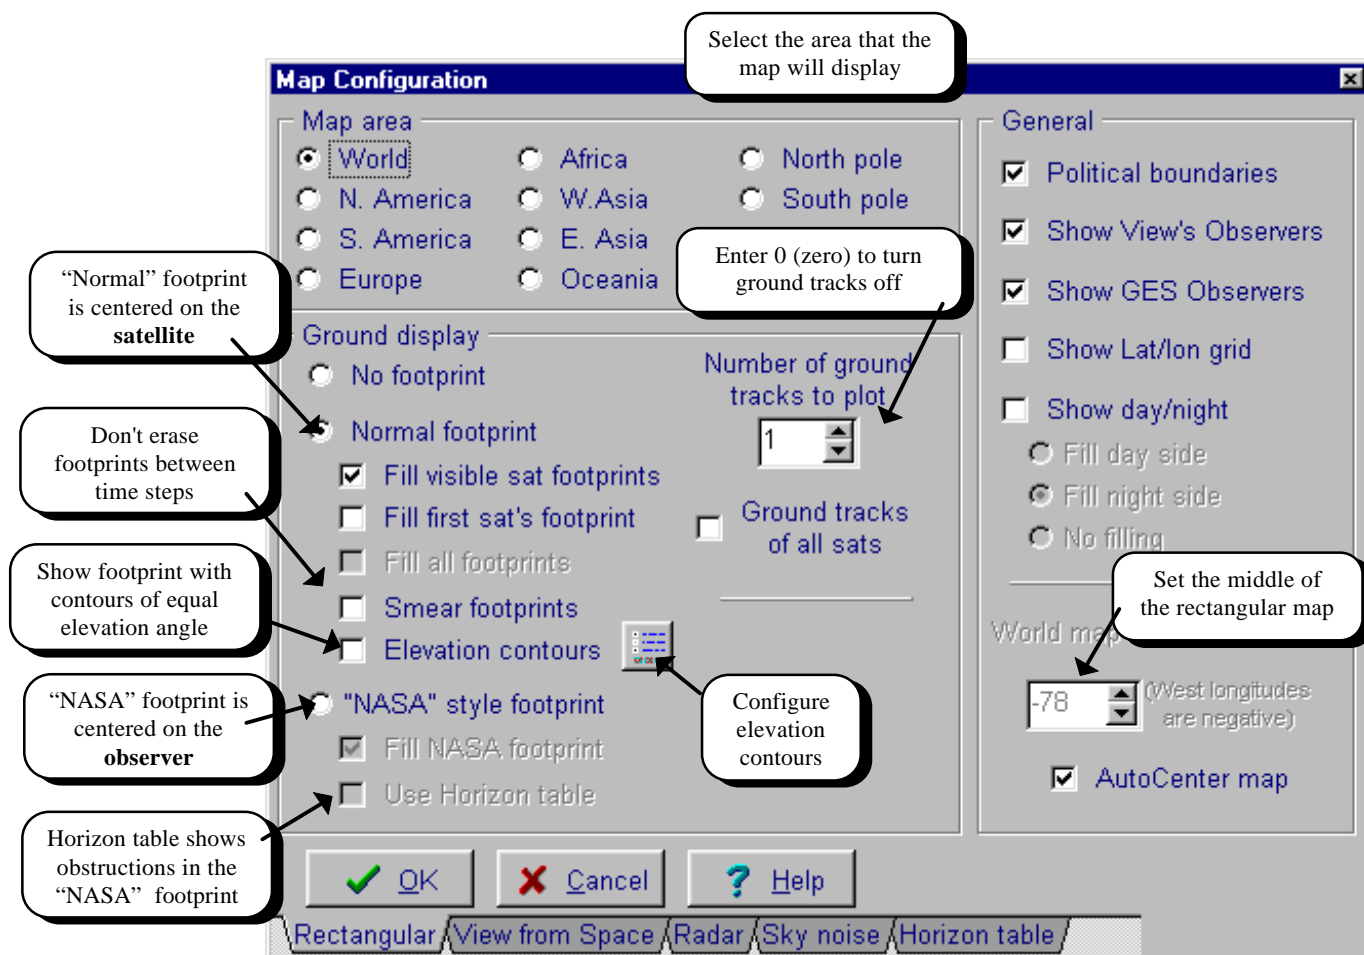 Select the area that the
map will display
Map Configuration
Map area
World
Africa
North pole
N. America
W.Asia
South pole
S. America
E. Asia
Europe
Oceania
Enter 0 (zero) to turn
ground tracks off
“Normal” footprint
is centered on the
satellite
Don't erase
footprints between
time steps
Show footprint with
contours of equal
elevation angle
“NASA” footprint is
centered on the
observer
Horizon table shows
obstructions in the
“NASA” footprint
Ground display
No footprint
Normal footprint
Fill visible sat footprints
Fill first sat's footprint
Fill all footprints
Smear footprints
Elevation contours
"NASA" style footprint
Fill NASA footprint
Use Horizon table
Number of ground
tracks to plot
1
Ground tracks
of all sats
Configure
elevation
contours
General
Political boundaries
Show View's Observers
Show GES Observers
Show Lat/lon grid
Show day/night
Fill day side
Fill night side
No filling
Set the middle of
the rectangular map
World map
-78
(West longitudes
are negative)
AutoCenter map
OK
Cancel
? Help
Rectangular
View from Space
Radar
Sky noise
Horizon table